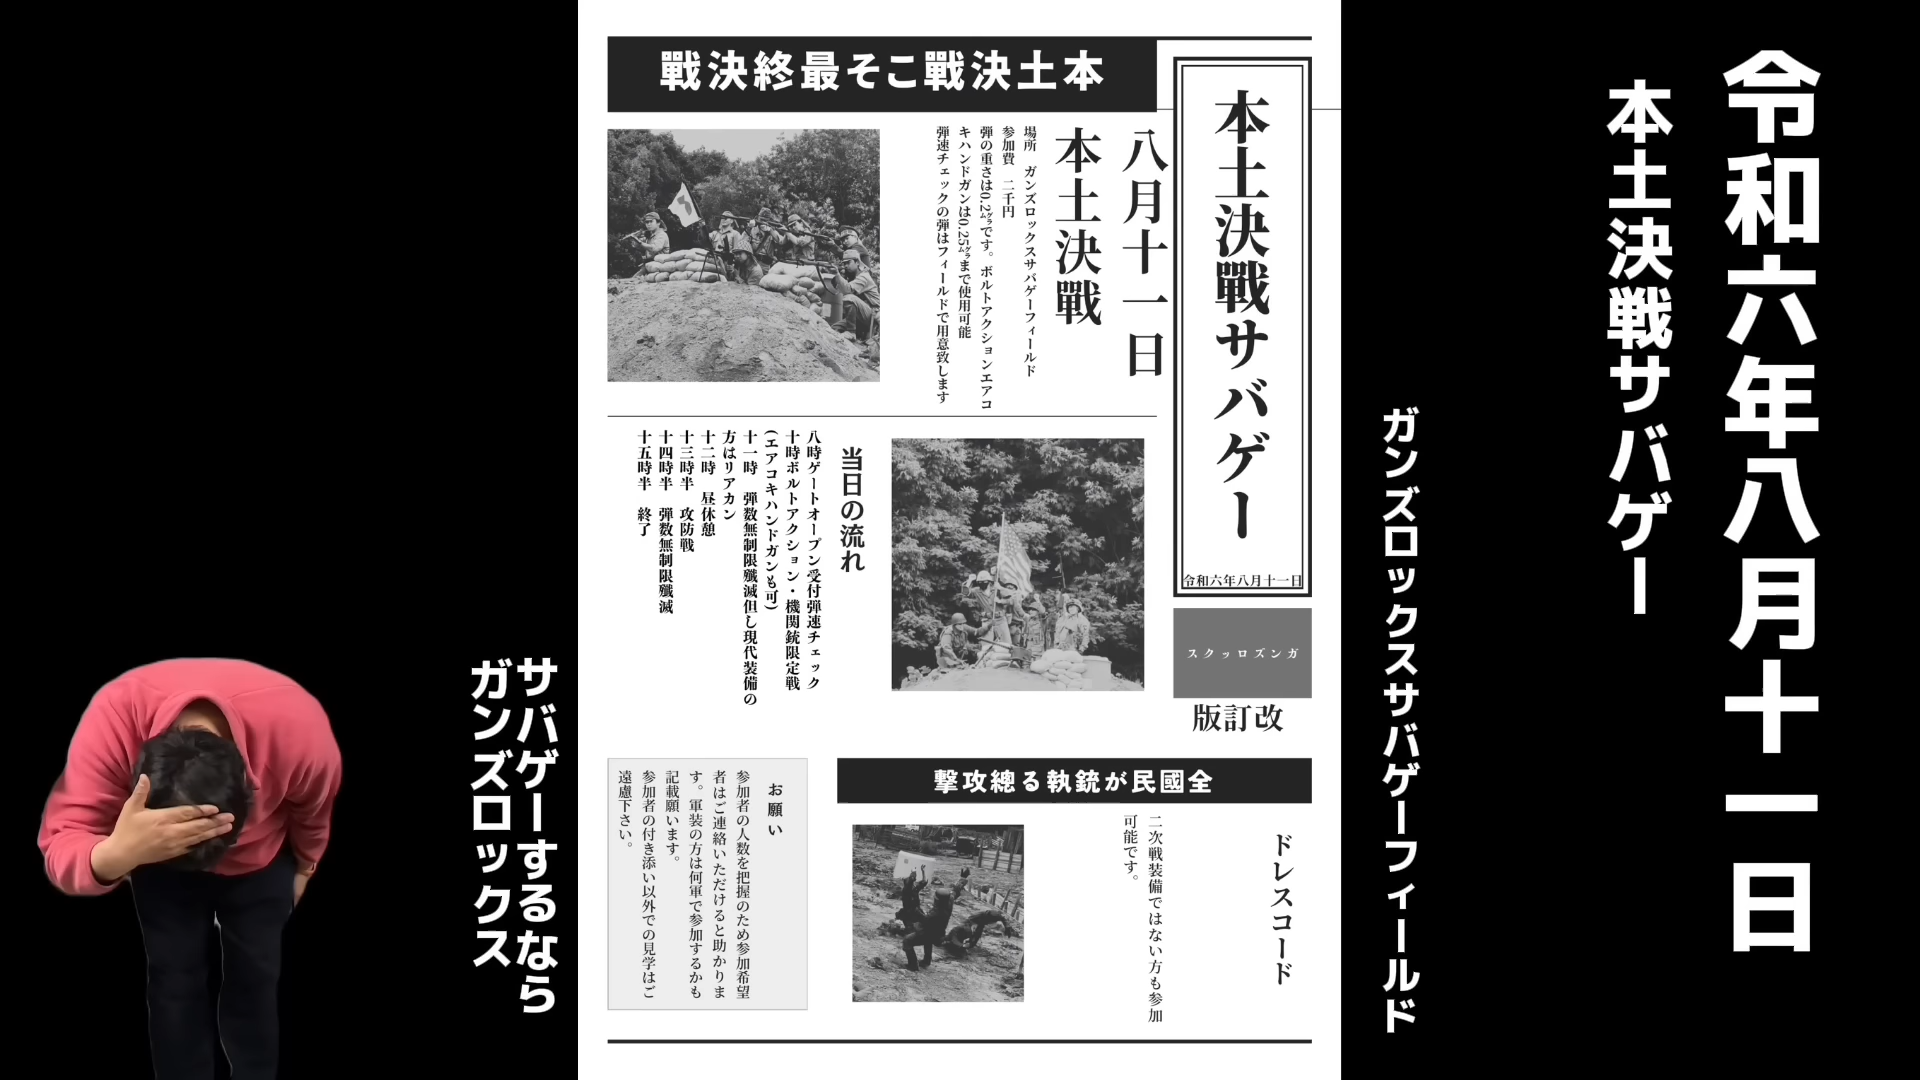 令和六年八月十一日
本土決戦サバゲー
ガンズロックスサバゲーフィールド
戰決終最そこ戰決土本
本土決戰サバゲー
令和六年八月十一日
スクッロズンガ
版訂改
八月十一日
本土決戰
場所　ガンズロックスサバゲーフィールド
参加費　二千円
弾の重さは0.2㌘です。ボルトアクションエアコ
キハンドガンは0.25㌘まで使用可能
弾速チェックの弾はフィールドで用意致します
当日の流れ
八時ゲートオープン受付弾速チェック
十時ボルトアクション・機関銃限定戦
(エアコキハンドガンも可)
十一時　弾数無制限殲滅但し現代装備の
方はリアカン
十二時　昼休憩
十三時半　攻防戦
十四時半　弾数無制限殲滅
十五時半　終了
撃攻總る執銃が民國全
ドレスコード
二次戦装備ではない方も参加
可能です。
お願い
参加者の人数を把握のため参加希望
者はご連絡いただけると助かりま
す。軍装の方は何軍で参加するかも
記載願います。
参加者の付き添い以外での見学はご
遠慮下さい。
サバゲーするなら
ガンズロックス